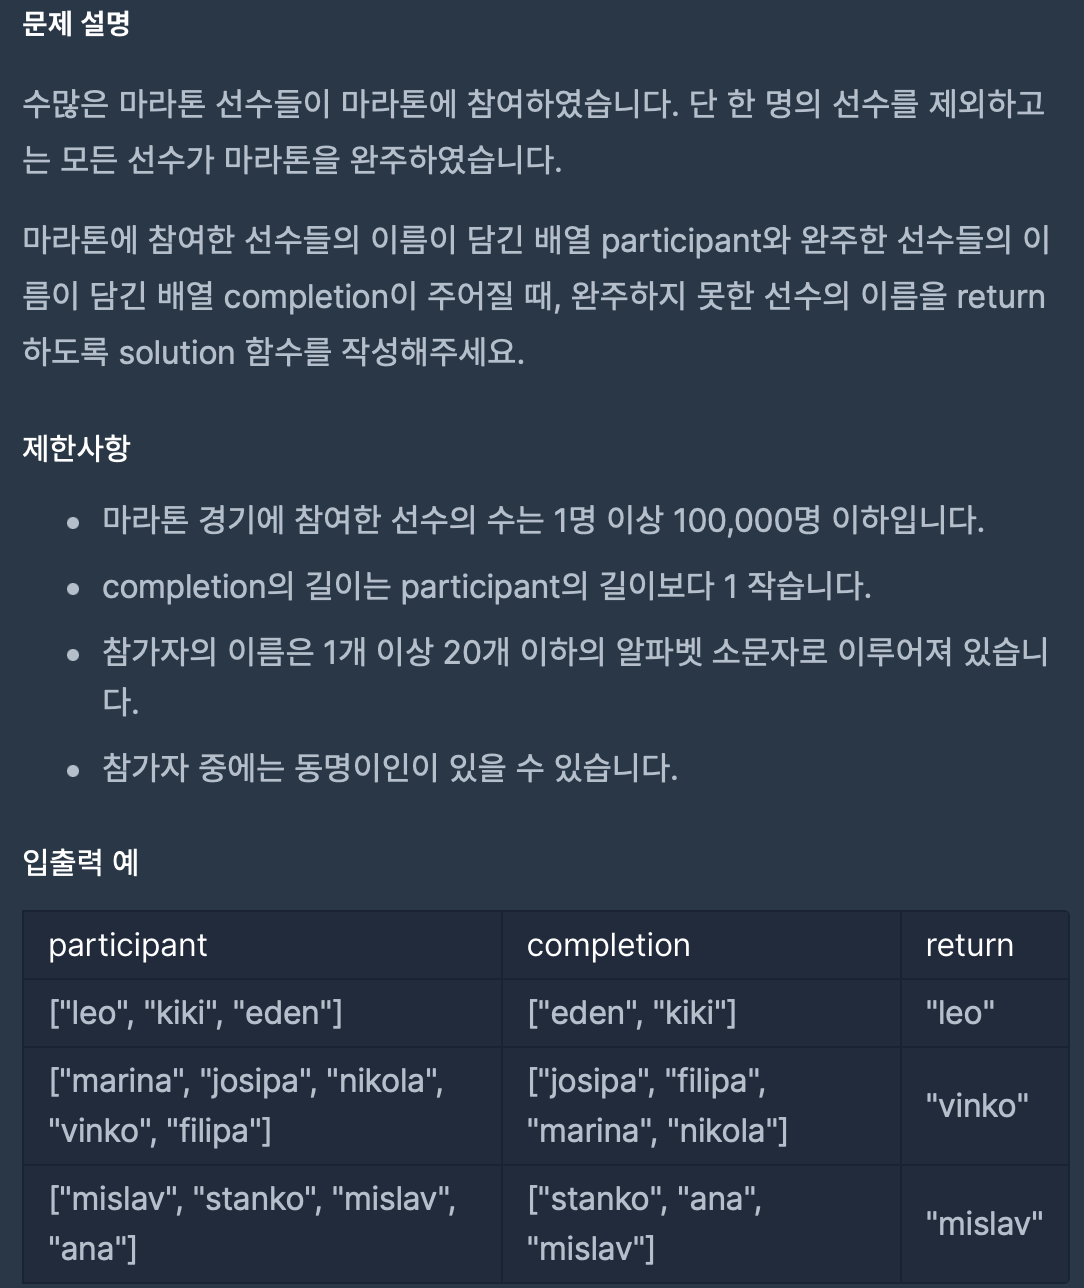 문제 설명
수많은 마라톤 선수들이 마라톤에 참여하였습니다. 단 한 명의 선수를 제외하고
는 모든 선수가 마라톤을 완주하였습니다.
마라톤에 참여한 선수들의 이름이 담긴 배열 participant와 완주한 선수들의 이
름이 담긴 배열 completion이 주어질 때, 완주하지 못한 선수의 이름을 return
하도록 solution 함수를 작성해주세요.
제한사항
• 마라톤 경기에 참여한 선수의 수는 1명 이상 100,000명 이하입니다.
• completion의 길이는 participant의 길이보다 1 작습니다.
• 참가자의 이름은 1개 이상 20개 이하의 알파벳 소문자로 이루어져 있습니
다.
• 참가자 중에는 동명이인이 있을 수 있습니다.
입출력 예
participant completion return
["leo", "kiki", "eden"] ["eden", "kiki"] "leo"
["marina", "josipa", "nikola",
"vinko", "filipa"]
["josipa", "filipa",
"marina", "nikola"]
"vinko"
["mislav", "stanko", "mislav",
"ana"]
["stanko", "ana",
"mislav"]
"mislav"